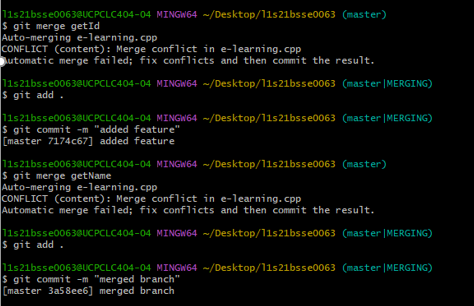 l1s21bsse0063@UCPCLC404-04 MINGW64 ~/Desktop/l1s21bsse0063 (master)
$ git merge getId
Auto-merging e-learning.cpp
CONFLICT (content): Merge conflict in e-learning.cpp
Automatic merge failed; fix conflicts and then commit the result.
l1s21bsse0063@UCPCLC404-04 MINGW64 ~/Desktop/l1s21bsse0063 (master|MERGING)
$ git add .
l1s21bsse0063@UCPCLC404-04 MINGW64 ~/Desktop/l1s21bsse0063 (master|MERGING)
$ git commit -m "added feature"
[master 7174c67] added feature
l1s21bsse0063@UCPCLC404-04 MINGW64 ~/Desktop/l1s21bsse0063 (master)
$ git merge getName
Auto-merging e-learning.cpp
CONFLICT (content): Merge conflict in e-learning.cpp
Automatic merge failed; fix conflicts and then commit the result.
l1s21bsse0063@UCPCLC404-04 MINGW64 ~/Desktop/l1s21bsse0063 (master|MERGING)
$ git add .
l1s21bsse0063@UCPCLC404-04 MINGW64 ~/Desktop/l1s21bsse0063 (master|MERGING)
$ git commit -m "merged branch"
[master 3a58ee6] merged branch